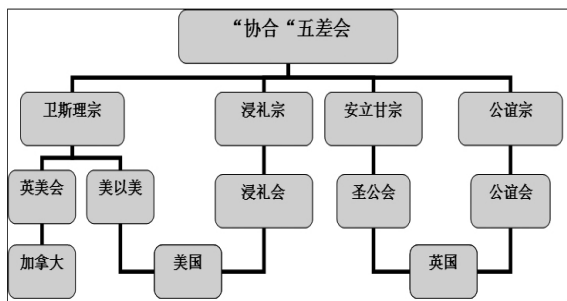 “协合“五差会
卫斯理宗
浸礼宗
安立甘宗
公谊宗
英美会
美以美
浸礼会
圣公会
公谊会
加拿大
美国
英国